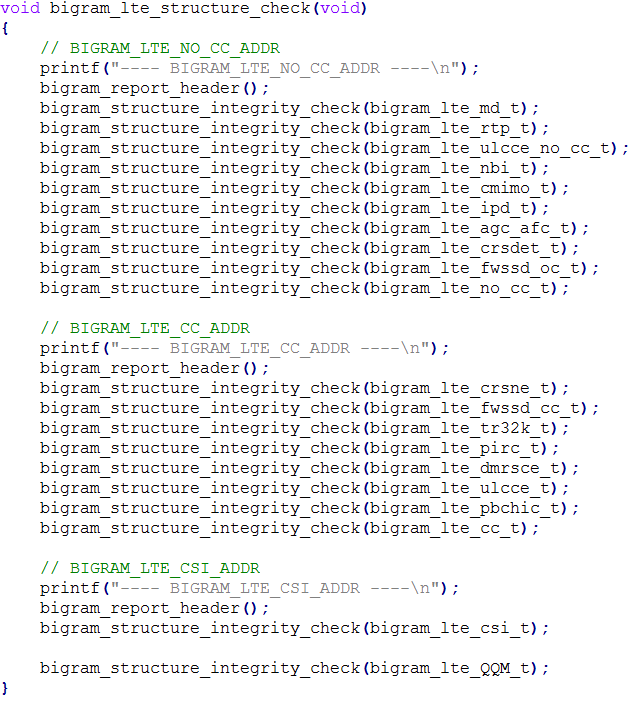 void bigram_lte_structure_check(void)
{
    // BIGRAM_LTE_NO_CC_ADDR
    printf("---- BIGRAM_LTE_NO_CC_ADDR ----\n");
    bigram_report_header();
    bigram_structure_integrity_check(bigram_lte_md_t);
    bigram_structure_integrity_check(bigram_lte_rtp_t);
    bigram_structure_integrity_check(bigram_lte_ulcce_no_cc_t);
    bigram_structure_integrity_check(bigram_lte_nbi_t);
    bigram_structure_integrity_check(bigram_lte_cmimo_t);
    bigram_structure_integrity_check(bigram_lte_ipd_t);
    bigram_structure_integrity_check(bigram_lte_agc_afc_t);
    bigram_structure_integrity_check(bigram_lte_crsdet_t);
    bigram_structure_integrity_check(bigram_lte_fwssd_oc_t);
    bigram_structure_integrity_check(bigram_lte_no_cc_t);

    // BIGRAM_LTE_CC_ADDR
    printf("---- BIGRAM_LTE_CC_ADDR ----\n");
    bigram_report_header();
    bigram_structure_integrity_check(bigram_lte_crsne_t);
    bigram_structure_integrity_check(bigram_lte_fwssd_cc_t);
    bigram_structure_integrity_check(bigram_lte_tr32k_t);
    bigram_structure_integrity_check(bigram_lte_pirc_t);
    bigram_structure_integrity_check(bigram_lte_dmrsce_t);
    bigram_structure_integrity_check(bigram_lte_ulcce_t);
    bigram_structure_integrity_check(bigram_lte_pbchic_t);
    bigram_structure_integrity_check(bigram_lte_cc_t);

    // BIGRAM_LTE_CSI_ADDR
    printf("---- BIGRAM_LTE_CSI_ADDR ----\n");
    bigram_report_header();
    bigram_structure_integrity_check(bigram_lte_csi_t);

    bigram_structure_integrity_check(bigram_lte_QQM_t);
}